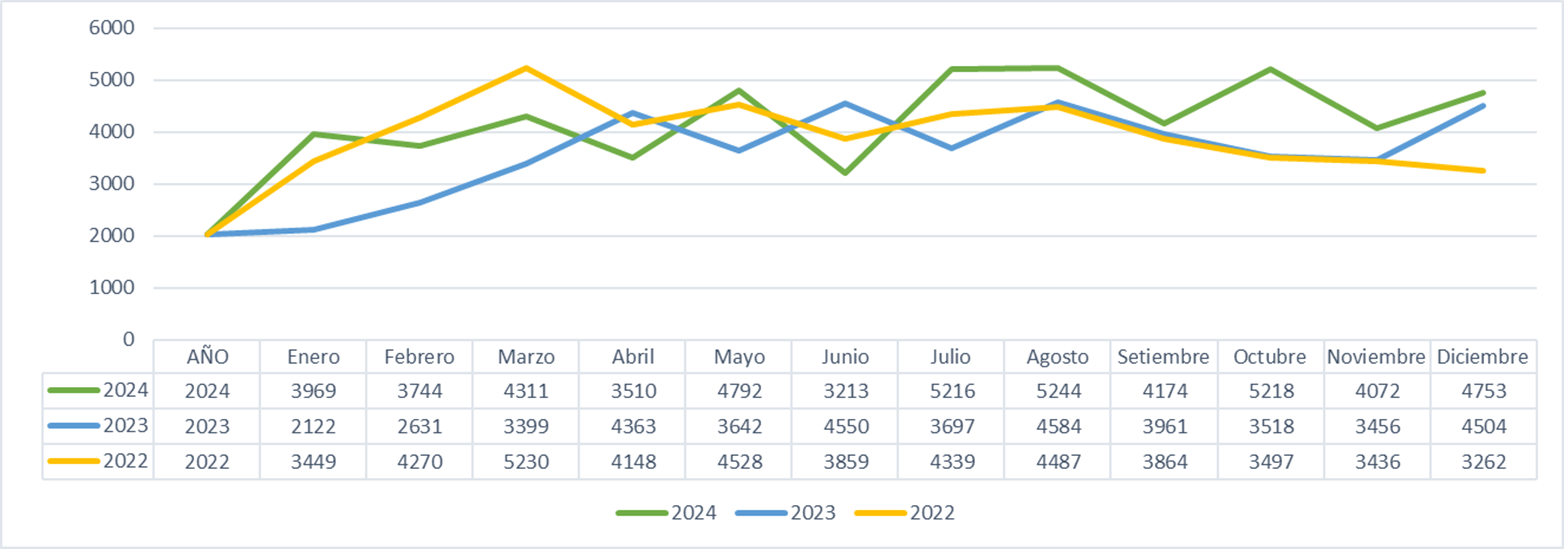 6000
5000
4000
3000
2000
1000
0
AÑO Enero Febrero Marzo Abril Mayo Junio Julio Agosto Setiembre Octubre Noviembre Diciembre
2024 2024 3969 3744 4311 3510 4792 3213 5216 5244 4174 5218 4072 4753
2023 2023 2122 2631 3399 4363 3642 4550 3697 4584 3961 3518 3456 4504
2022 2022 3449 4270 5230 4148 4528 3859 4339 4487 3864 3497 3436 3262
2024 2023 2022